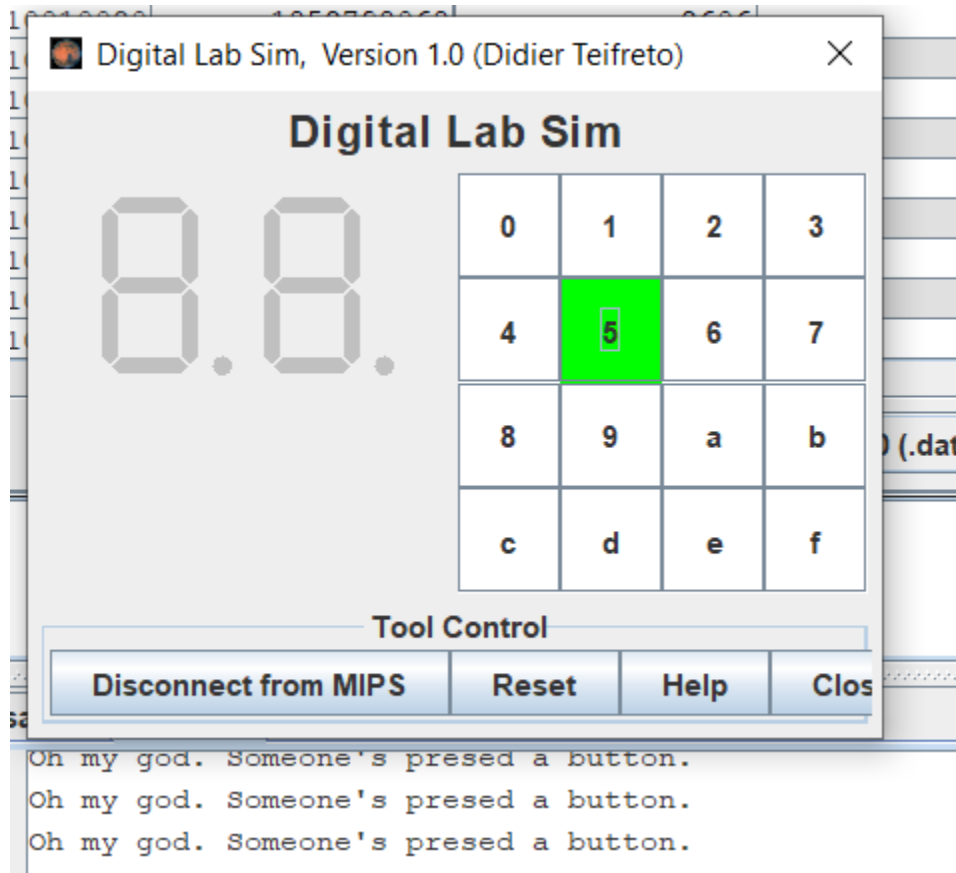 Digital Lab Sim, Version 1.0 (Didier Teifreto)
Digital Lab Sim
0 1 2 3
4 5 6 7
8 9 a b
c d e f
) (.dat
Tool Control
Disconnect from MIPS Reset Help Clos
Oh my god. Someone's presed a button.
Oh my god. Someone's presed a button.
Oh my god. Someone's presed a button.